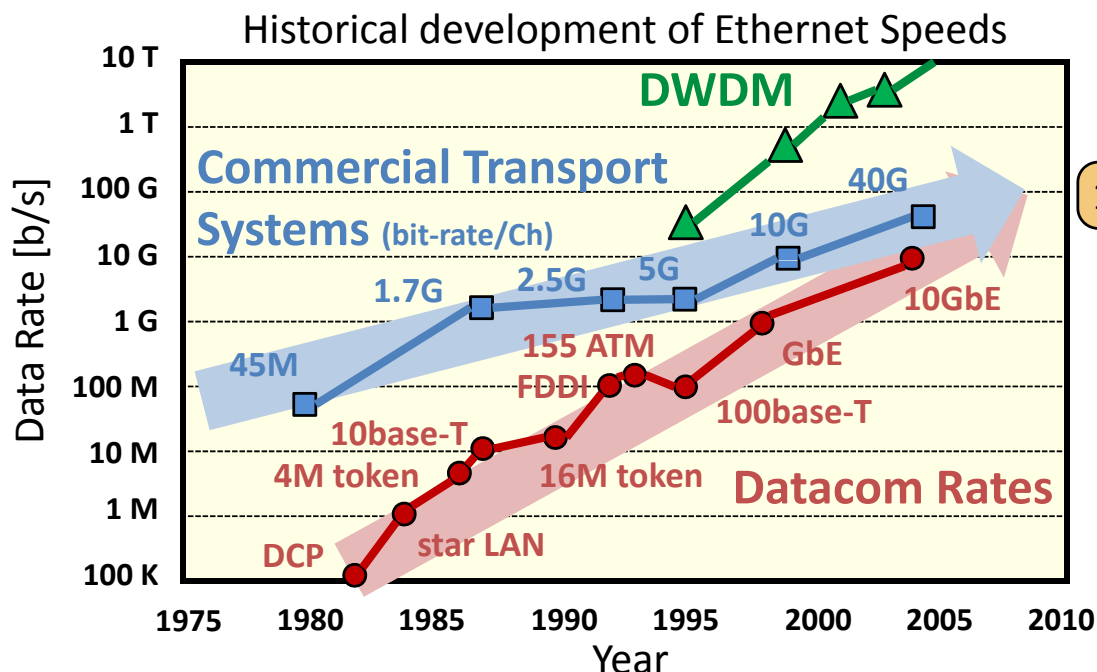 Historical development of Ethernet Speeds
10 T
1 T
100 G
10 G
1 G
100 M
10 M
1 M
100 K
Data Rate [b/s]
DWDM
Commercial Transport
Systems (bit-rate/Ch)
45M
1.7G
2.5G
5G
10G
40G
DCP
star LAN
4M token
10base-T
16M token
FDDI
155 ATM
100base-T
GbE
10GbE
Datacom Rates
1975 1980 1985 1990 1995 2000 2005 2010
Year